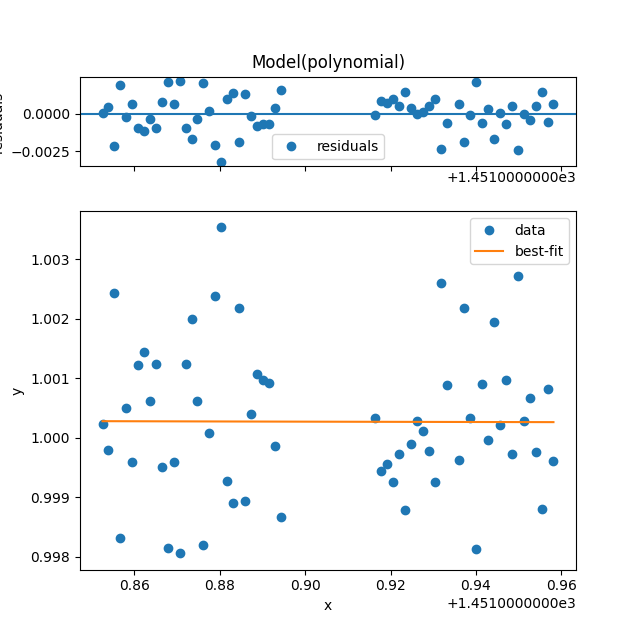 Model(polynomial)
0.0000
−0.0025
residuals
+1.4510000000e3
1.003
1.002
1.001
1.000
0.999
0.998
y
data
best-fit
0.86
0.88
0.90
0.92
0.94
0.96
x
+1.4510000000e3